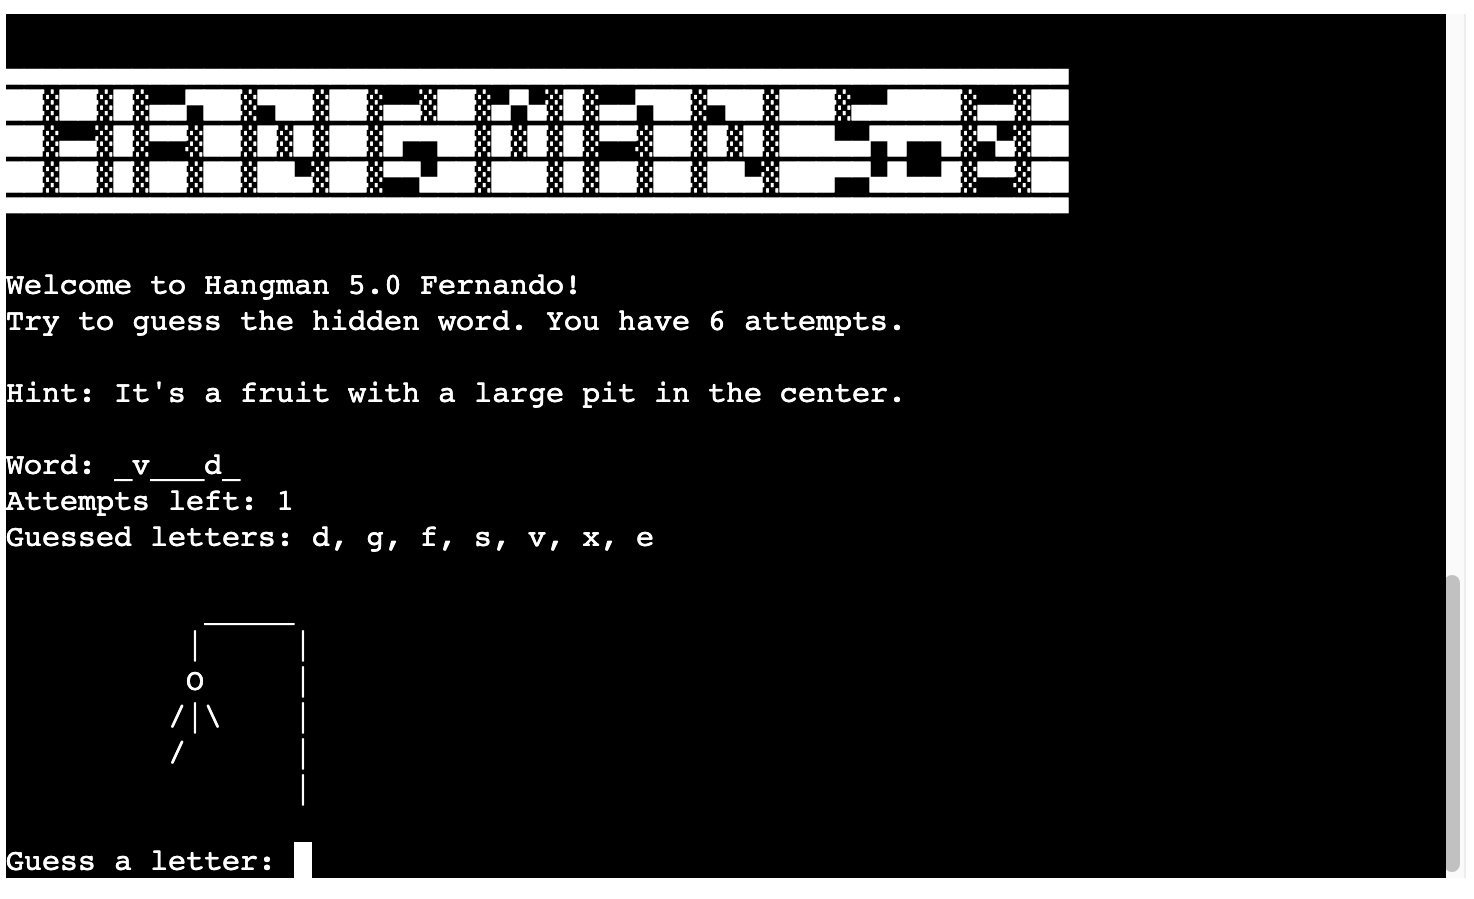 HANGMAN 5.0
Welcome to Hangman 5.0 Fernando!
Try to guess the hidden word. You have 6 attempts.
Hint: It's a fruit with a large pit in the center.
Word: _v___d_
Attempts left: 1
Guessed letters: d, g, f, s, v, x, e
Guess a letter: